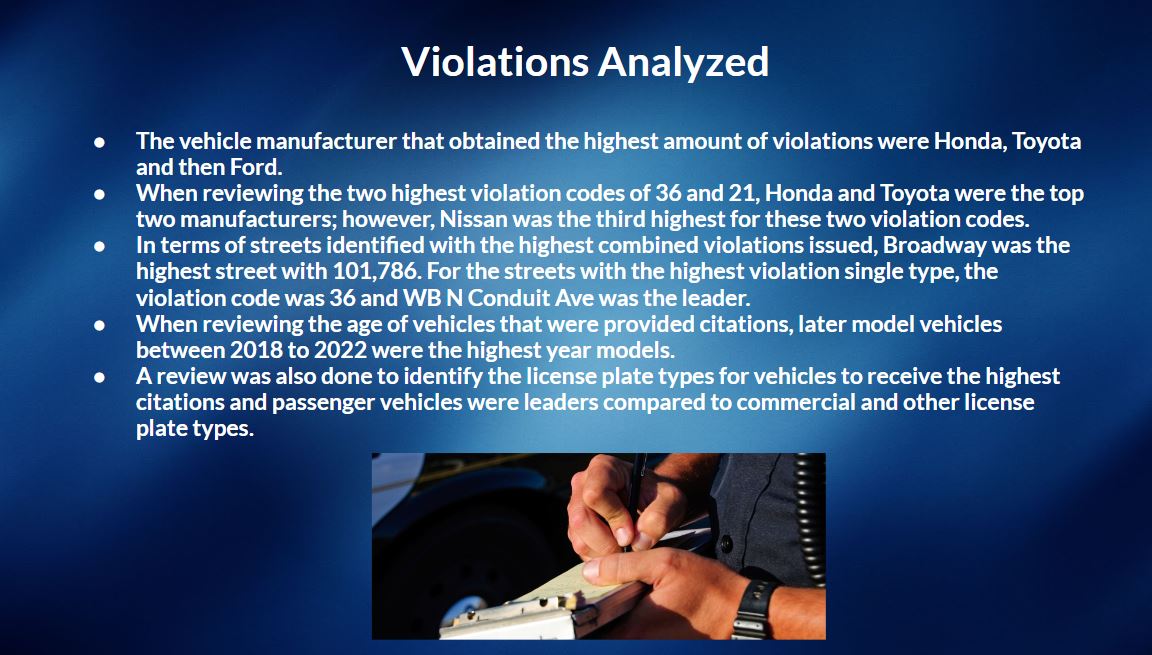 Violations Analyzed
● The vehicle manufacturer that obtained the highest amount of violations were Honda, Toyota
and then Ford.
● When reviewing the two highest violation codes of 36 and 21, Honda and Toyota were the top
two manufacturers; however, Nissan was the third highest for these two violation codes.
● In terms of streets identified with the highest combined violations issued, Broadway was the
highest street with 101,786. For the streets with the highest violation single type, the
violation code was 36 and WB N Conduit Ave was the leader.
● When reviewing the age of vehicles that were provided citations, later model vehicles
between 2018 to 2022 were the highest year models.
● A review was also done to identify the license plate types for vehicles to receive the highest
citations and passenger vehicles were leaders compared to commercial and other license
plate types.